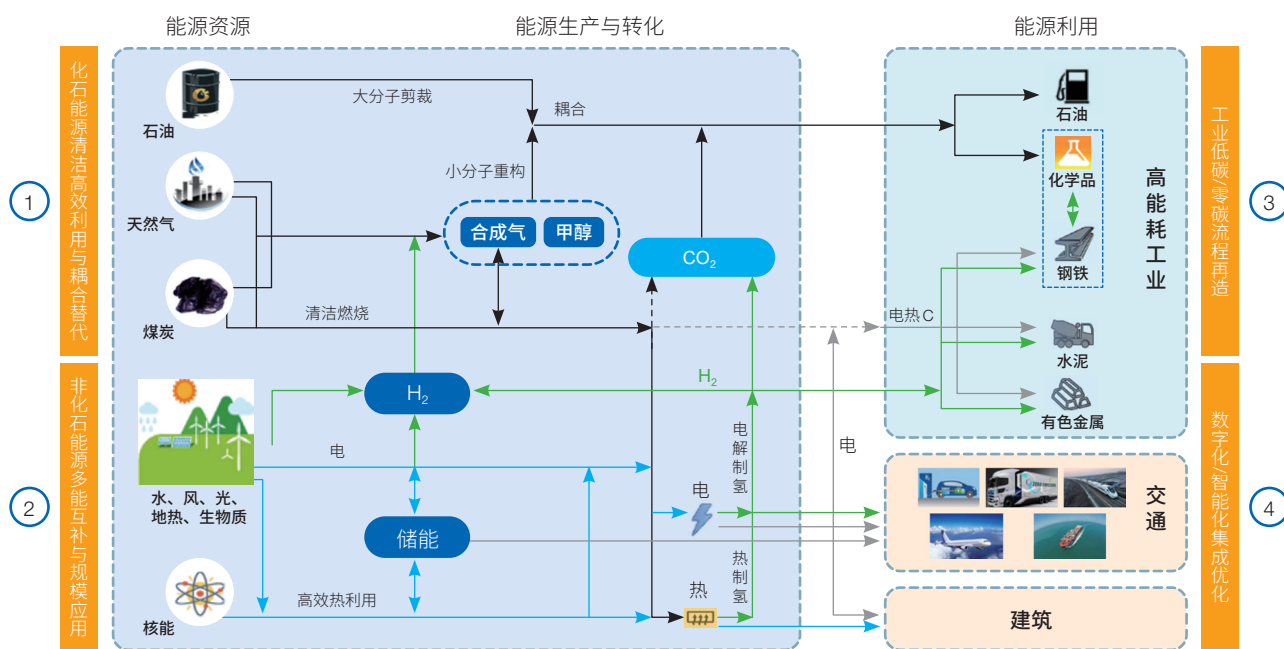 能源资源
能源生产与转化
能源利用
1
化石能源清洁高效利用与耦合替代
2
非化石能源多能互补与规模应用
石油
天然气
煤炭
水、风、光、
地热、生物质
核能
大分子剪裁
耦合
小分子重构
合成气
甲醇
CO₂
清洁燃烧
H₂
H₂
电
储能
高效热利用
电
热
电解制氢
热制氢
电热C
电
石油
化学品
钢铁
水泥
有色金属
高能耗工业
交通
建筑
3
工业低碳/零碳流程再造
4
数字化/智能化集成优化